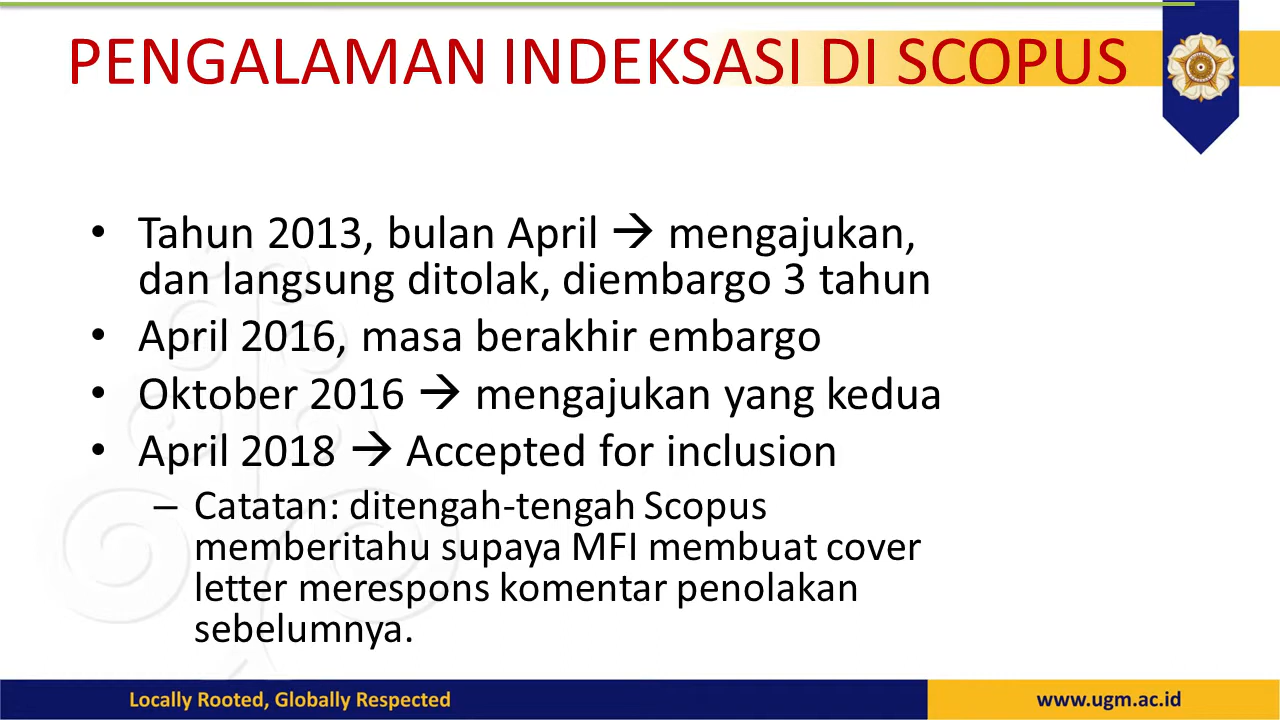 PENGALAMAN INDEKSASI DI SCOPUS
• Tahun 2013, bulan April → mengajukan,
dan langsung ditolak, diembargo 3 tahun
• April 2016, masa berakhir embargo
• Oktober 2016 → mengajukan yang kedua
• April 2018 → Accepted for inclusion
– Catatan: ditengah-tengah Scopus
memberitahu supaya MFI membuat cover
letter merespons komentar penolakan
sebelumnya.
Locally Rooted, Globally Respected
www.ugm.ac.id